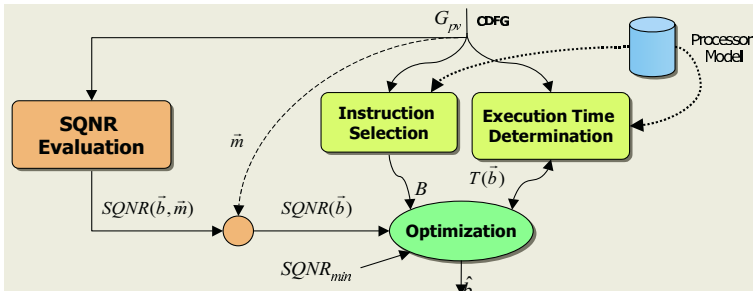 G_pv CDFG
Processor
Model
SQNR
Evaluation
Instruction
Selection
Execution Time
Determination
m⃗
SQNR(b⃗, m⃗)
SQNR(b⃗)
B
T(b⃗)
Optimization
SQNR_min